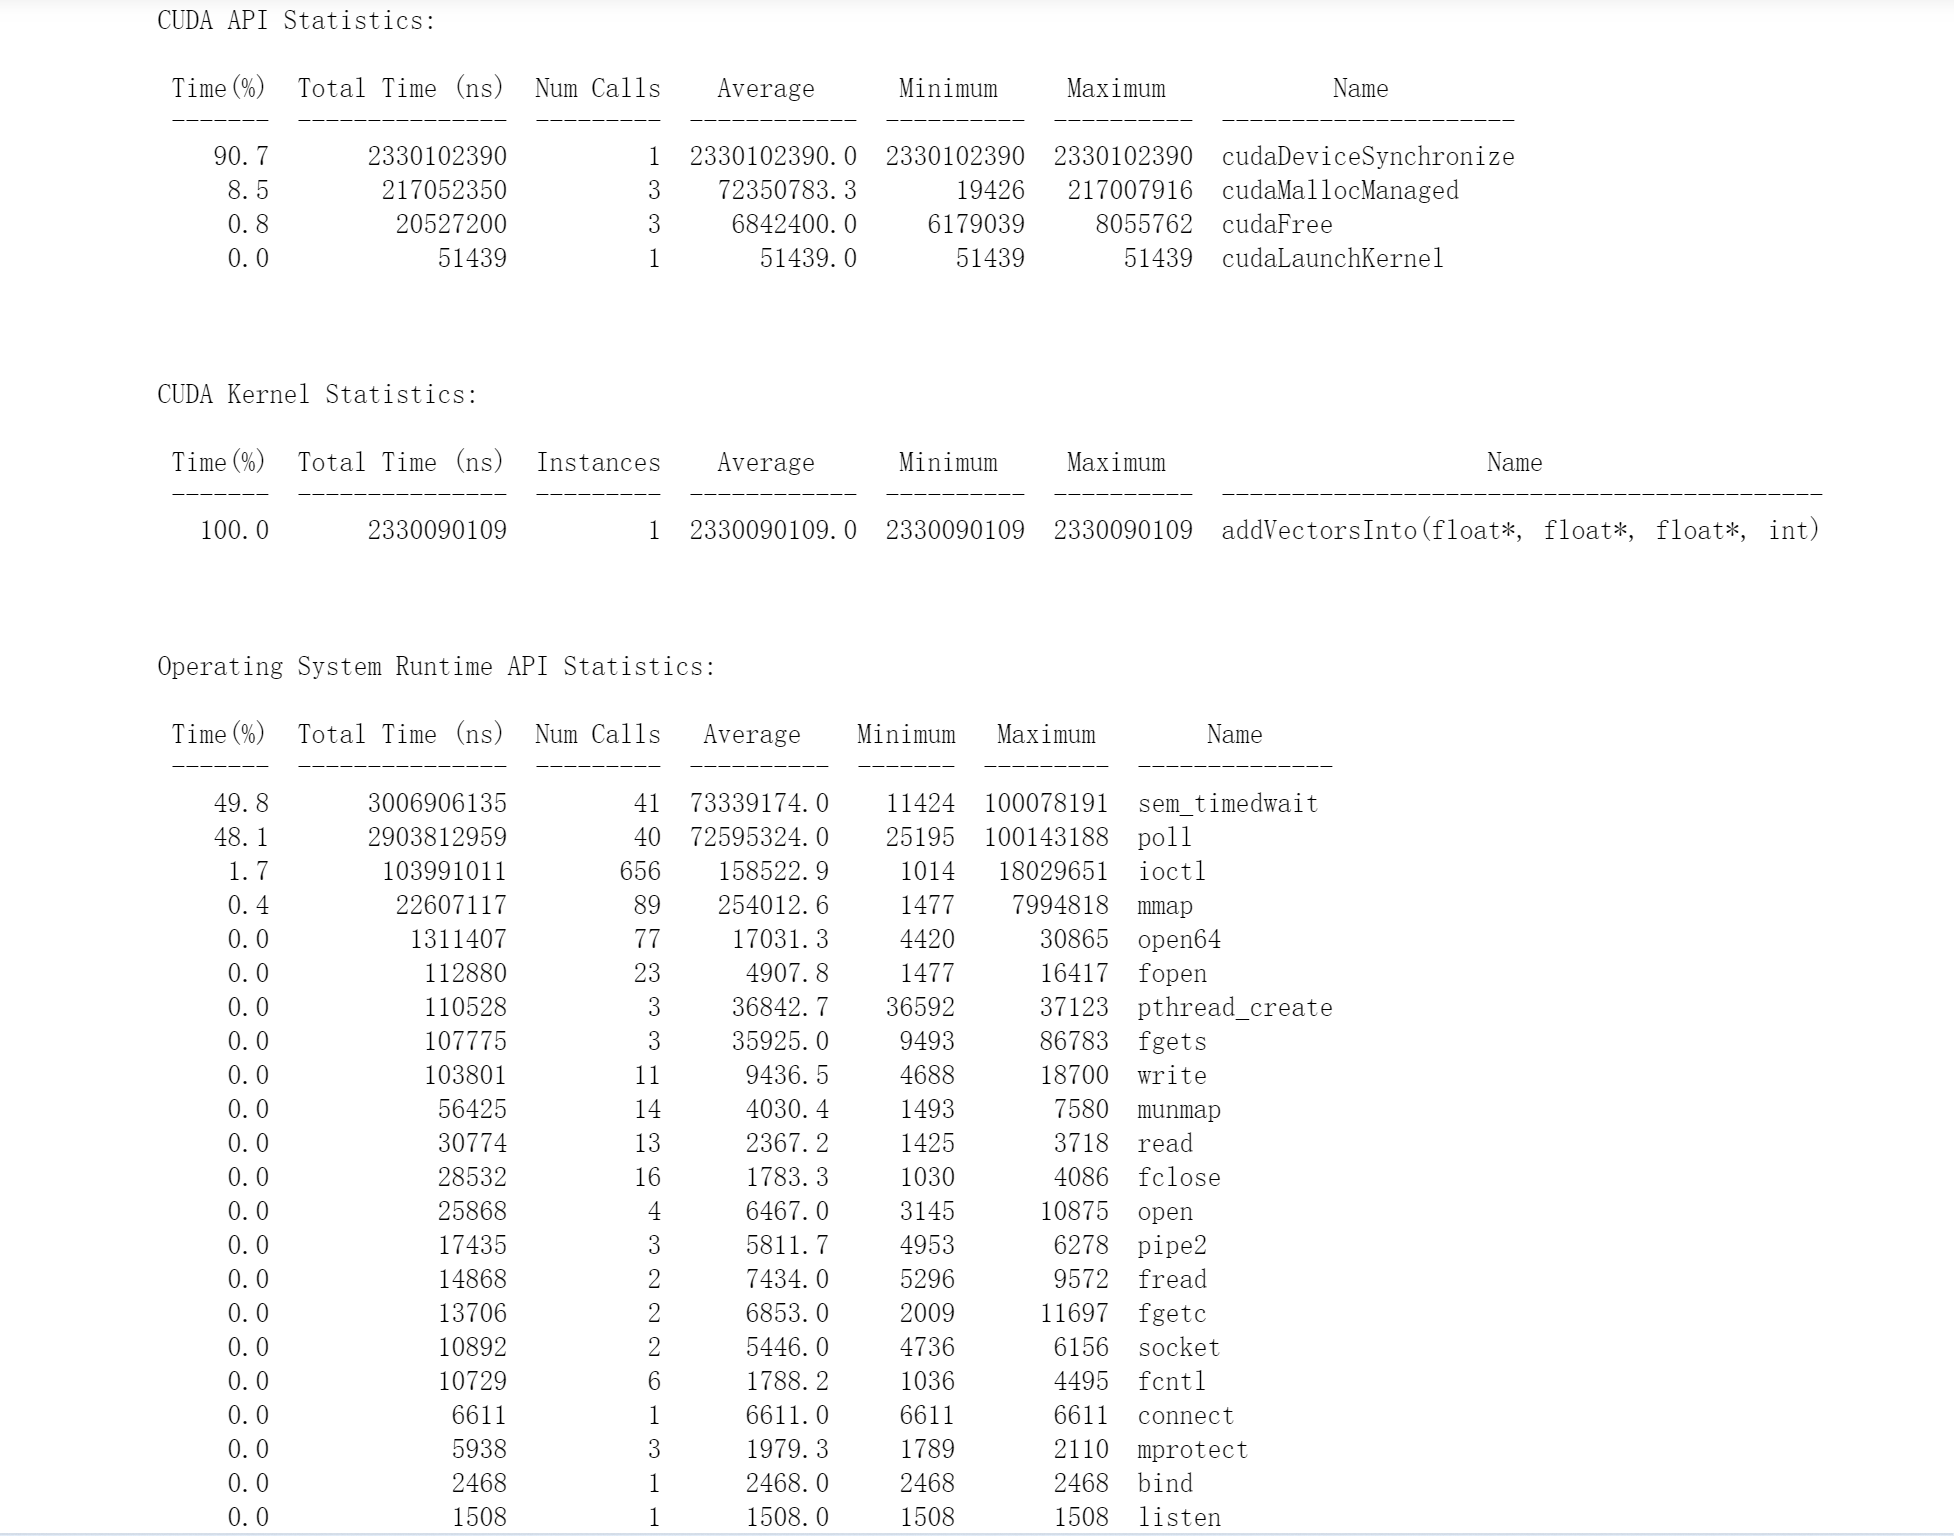 CUDA API Statistics:
Time(%) Total Time (ns) Num Calls Average Minimum Maximum Name
------- --------------- --------- ------------ ---------- ---------- ---------------------
90.7 2330102390 1 2330102390.0 2330102390 2330102390 cudaDeviceSynchronize
8.5 217052350 3 72350783.3 19426 217007916 cudaMallocManaged
0.8 20527200 3 6842400.0 6179039 8055762 cudaFree
0.0 51439 1 51439.0 51439 51439 cudaLaunchKernel
CUDA Kernel Statistics:
Time(%) Total Time (ns) Instances Average Minimum Maximum Name
------- --------------- --------- ------------ ---------- ---------- -------------------------------------------
100.0 2330090109 1 2330090109.0 2330090109 2330090109 addVectorsInto(float*, float*, float*, int)
Operating System Runtime API Statistics:
Time(%) Total Time (ns) Num Calls Average Minimum Maximum Name
------- --------------- --------- ---------- ------- --------- --------------
49.8 3006906135 41 73339174.0 11424 100078191 sem_timedwait
48.1 2903812959 40 72595324.0 25195 100143188 poll
1.7 103991011 656 158522.9 1014 18029651 ioctl
0.4 22607117 89 254012.6 1477 7994818 mmap
0.0 1311407 77 17031.3 4420 30865 open64
0.0 112880 23 4907.8 1477 16417 fopen
0.0 110528 3 36842.7 36592 37123 pthread_create
0.0 107775 3 35925.0 9493 86783 fgets
0.0 103801 11 9436.5 4688 18700 write
0.0 56425 14 4030.4 1493 7580 munmap
0.0 30774 13 2367.2 1425 3718 read
0.0 28532 16 1783.3 1030 4086 fclose
0.0 25868 4 6467.0 3145 10875 open
0.0 17435 3 5811.7 4953 6278 pipe2
0.0 14868 2 7434.0 5296 9572 fread
0.0 13706 2 6853.0 2009 11697 fgetc
0.0 10892 2 5446.0 4736 6156 socket
0.0 10729 6 1788.2 1036 4495 fcntl
0.0 6611 1 6611.0 6611 6611 connect
0.0 5938 3 1979.3 1789 2110 mprotect
0.0 2468 1 2468.0 2468 2468 bind
0.0 1508 1 1508.0 1508 1508 listen